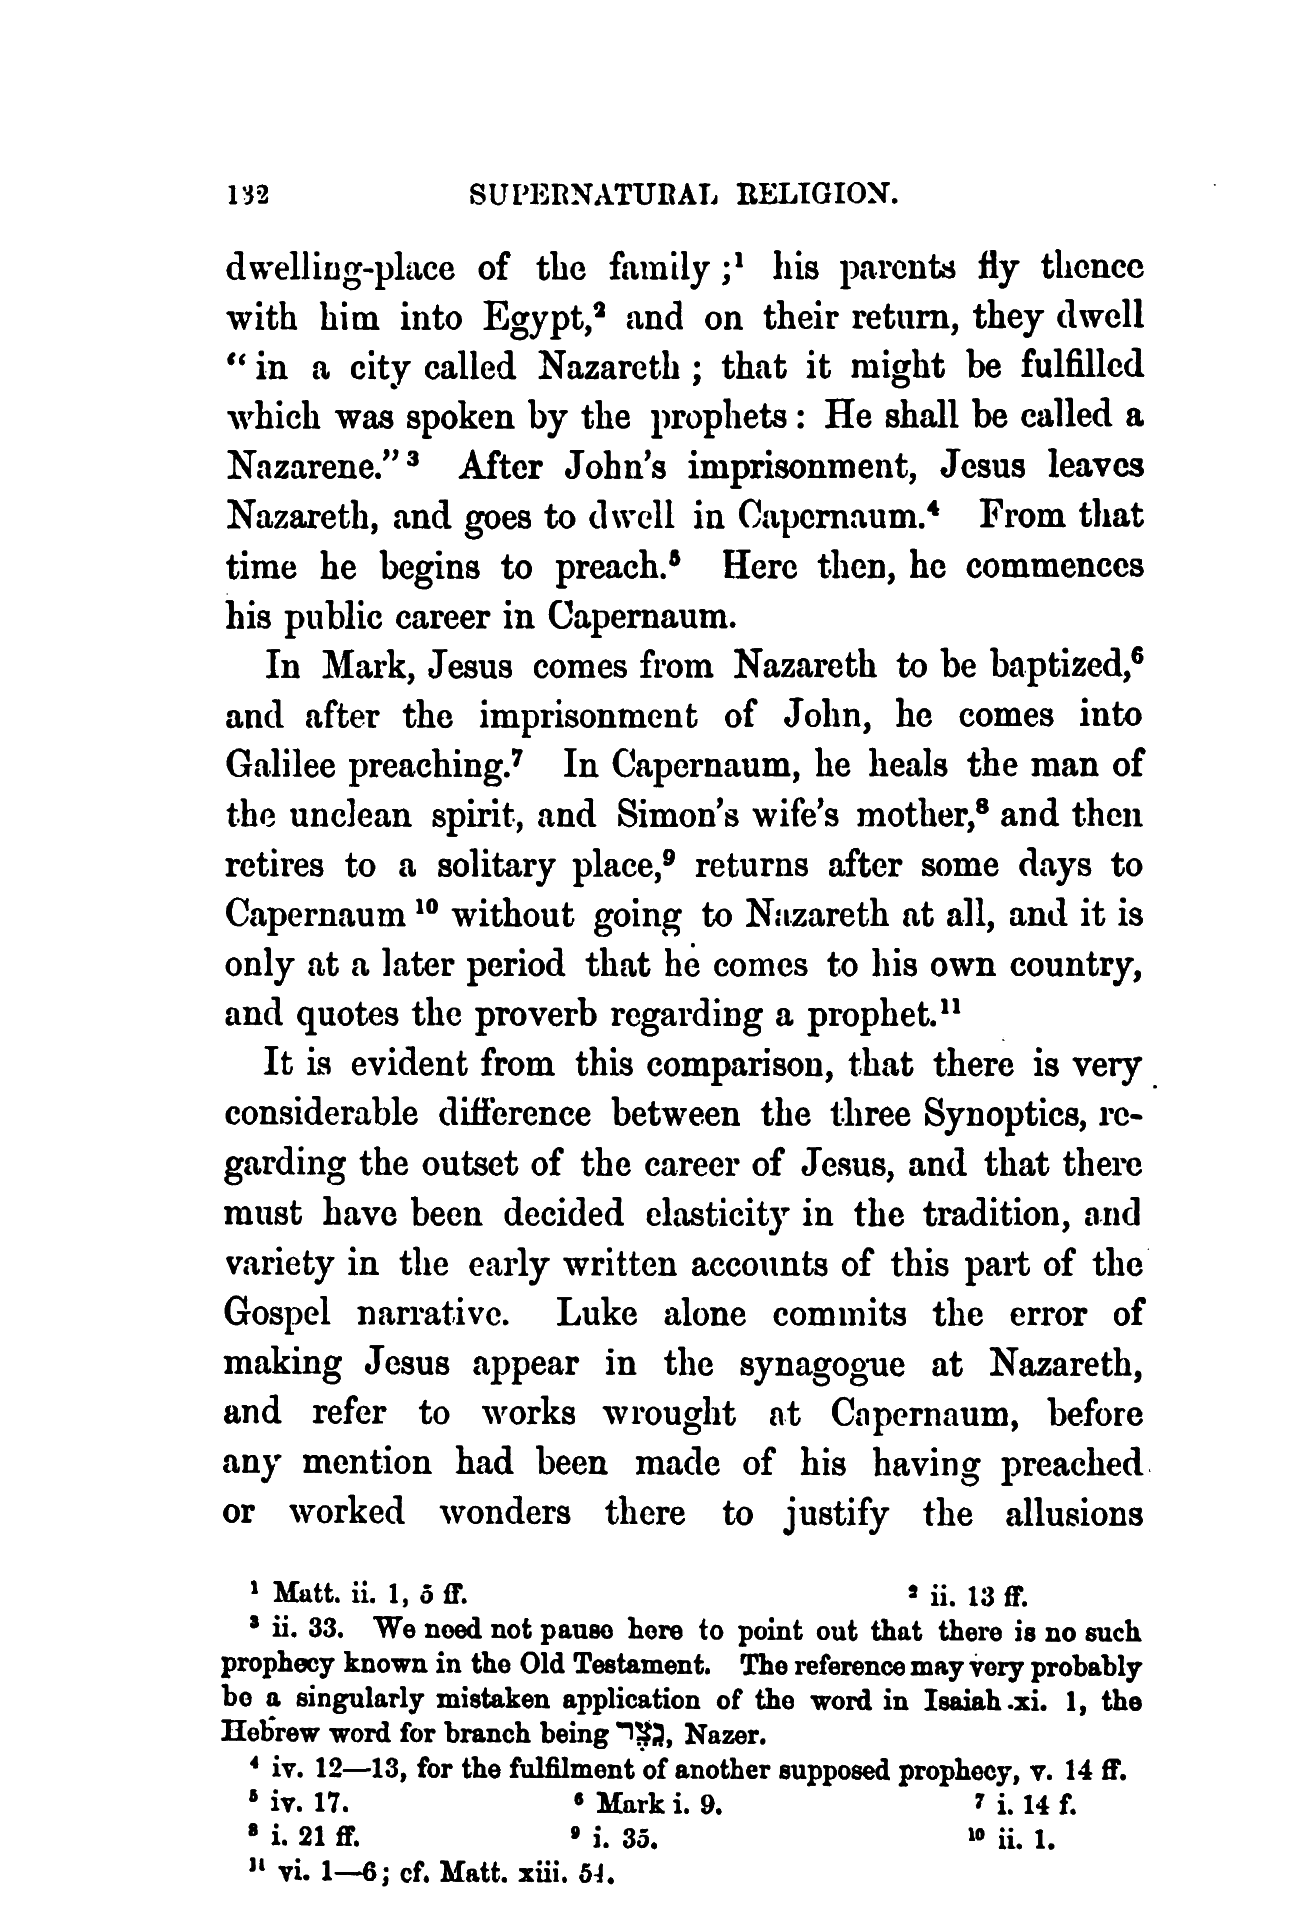 132 SUPERNATURAL RELIGION.
dwelling-place of the family ;¹ his parents fly thence
with him into Egypt,² and on their return, they dwell
“ in a city called Nazareth ; that it might be fulfilled
which was spoken by the prophets : He shall be called a
Nazarene.” ³ After John’s imprisonment, Jesus leaves
Nazareth, and goes to dwell in Capernaum.⁴ From that
time he begins to preach.⁵ Here then, he commences
his public career in Capernaum.
In Mark, Jesus comes from Nazareth to be baptized,⁶
and after the imprisonment of John, he comes into
Galilee preaching.⁷ In Capernaum, he heals the man of
the unclean spirit, and Simon’s wife’s mother,⁸ and then
retires to a solitary place,⁹ returns after some days to
Capernaum ¹⁰ without going to Nazareth at all, and it is
only at a later period that he comes to his own country,
and quotes the proverb regarding a prophet.¹¹
It is evident from this comparison, that there is very
considerable difference between the three Synoptics, re-
garding the outset of the career of Jesus, and that there
must have been decided elasticity in the tradition, and
variety in the early written accounts of this part of the
Gospel narrative. Luke alone commits the error of
making Jesus appear in the synagogue at Nazareth,
and refer to works wrought at Capernaum, before
any mention had been made of his having preached
or worked wonders there to justify the allusions
¹ Matt. ii. 1, 5 ff. ² ii. 13 ff.
³ ii. 33. We need not pause here to point out that there is no such
prophecy known in the Old Testament. The reference may very probably
be a singularly mistaken application of the word in Isaiah xi. 1, the
Hebrew word for branch being נצֶר, Nazer.
⁴ iv. 12—13, for the fulfilment of another supposed prophecy, v. 14 ff.
⁵ iv. 17. ⁶ Mark i. 9. ⁷ i. 14 f.
⁸ i. 21 ff. ⁹ i. 35. ¹⁰ ii. 1.
¹¹ vi. 1—6 ; cf. Matt. xiii. 54.